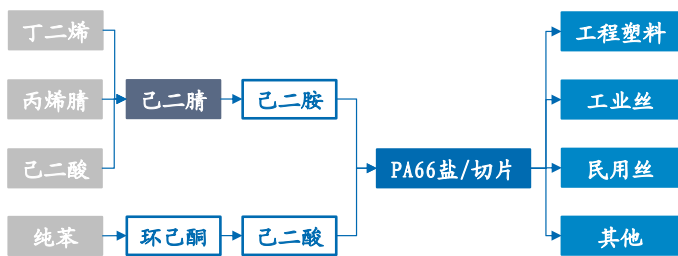 丁二烯
工程塑料
丙烯腈
己二腈
己二胺
工业丝
己二酸
PA66盐/切片
民用丝
纯苯
环己酮
己二酸
其他